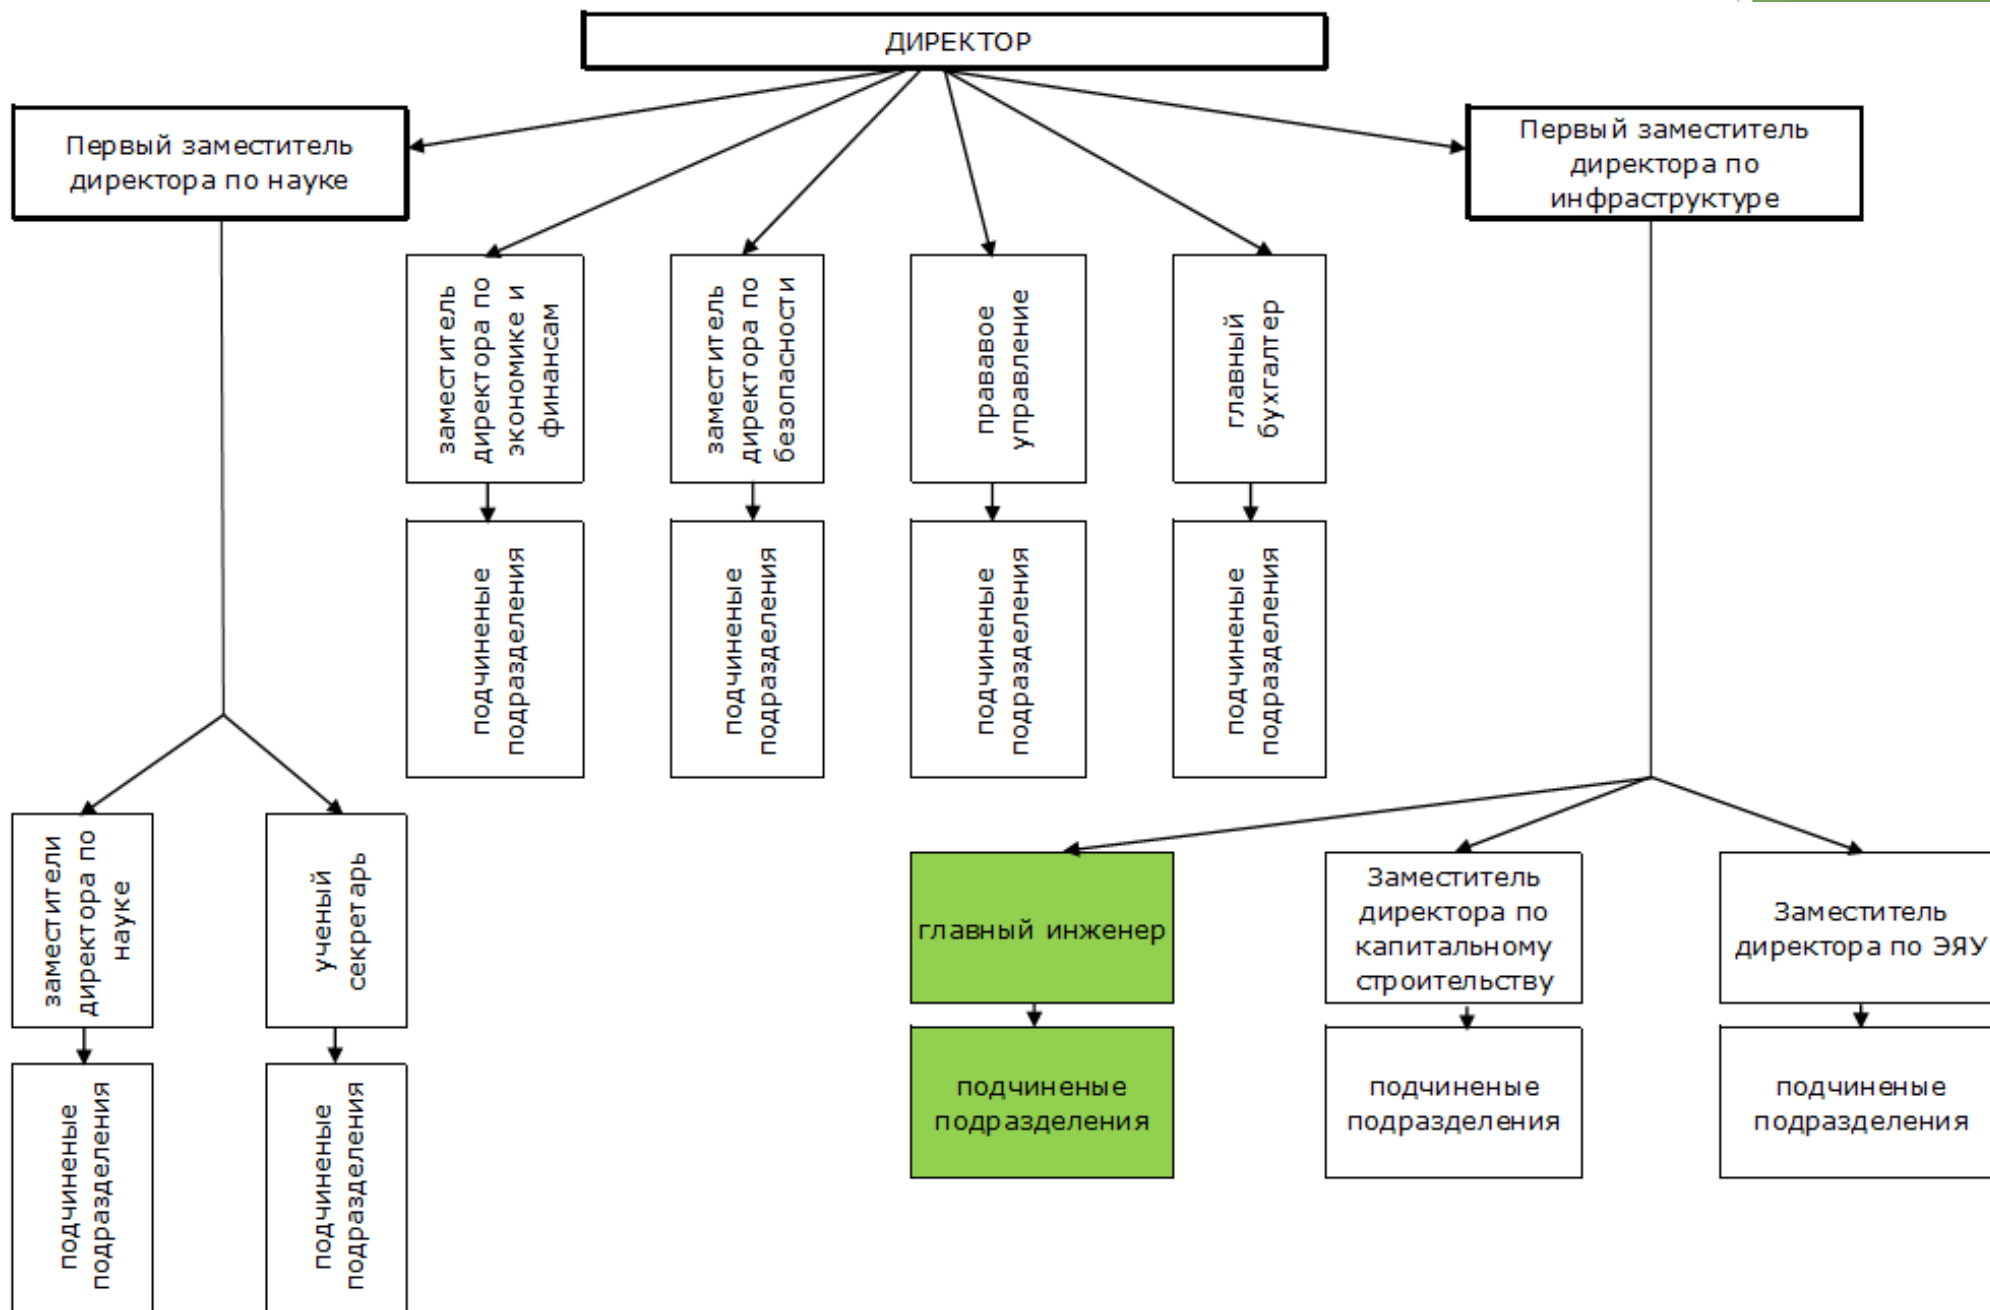 ДИРЕКТОР
Первый заместитель
директора по науке
Первый заместитель
директора по
инфраструктуре
заместитель
директора по
экономике и
финансам
заместитель
директора по
безопасности
прававое
управление
главный
бухгалтер
подчиненые
подразделения
подчиненые
подразделения
подчиненые
подразделения
подчиненые
подразделения
заместители
директора по
науке
ученый
секретарь
главный инженер
Заместитель
директора по
капитальному
строительству
Заместитель
директора по ЭЯУ
подчиненые
подразделения
подчиненые
подразделения
подчиненые
подразделения
подчиненые
подразделения
подчиненые
подразделения